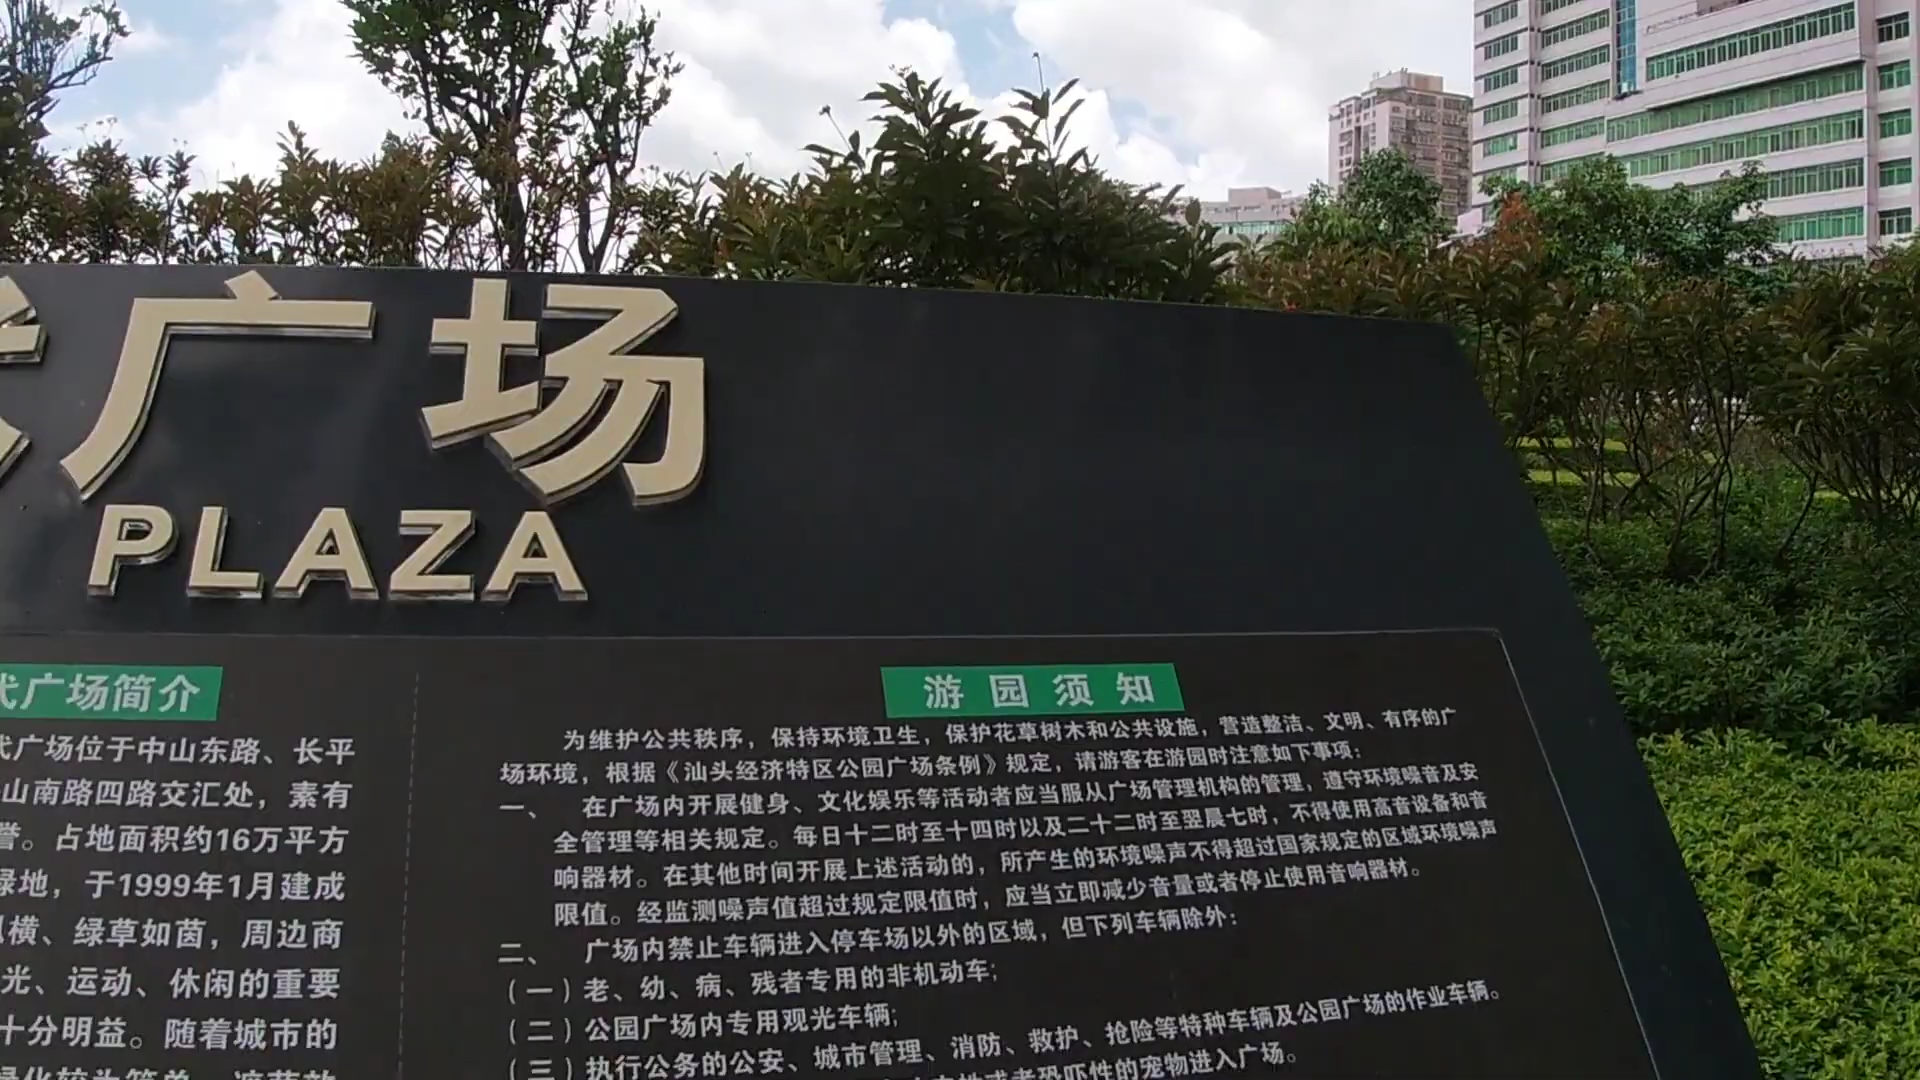 广场
PLAZA
代广场简介
代广场位于中山东路、长平
山南路四路交汇处，素有
誉。占地面积约16万平方
绿地，于1999年1月建成
横、绿草如茵，周边商
光、运动、休闲的重要
十分明益。随着城市的
游园须知
为维护公共秩序，保持环境卫生，保护花草树木和公共设施，营造整洁、文明、有序的广
场环境，根据《汕头经济特区公园广场条例》规定，请游客在游园时注意如下事项：
一、 在广场内开展健身、文化娱乐等活动者应当服从广场管理机构的管理，遵守环境噪音及安
全管理等相关规定。每日十二时至十四时以及二十二时至翌晨七时，不得使用高音设备和音
响器材。在其他时间开展上述活动的，所产生的环境噪声不得超过国家规定的区域环境噪声
限值。经监测噪声值超过规定限值时，应当立即减少音量或者停止使用音响器材。
二、 广场内禁止车辆进入停车场以外的区域，但下列车辆除外：
（一）老、幼、病、残者专用的非机动车；
（二）公园广场内专用观光车辆；
（三）执行公务的公安、城市管理、消防、救护、抢险等特种车辆及公园广场的作业车辆。
或者恐吓性的宠物进入广场。